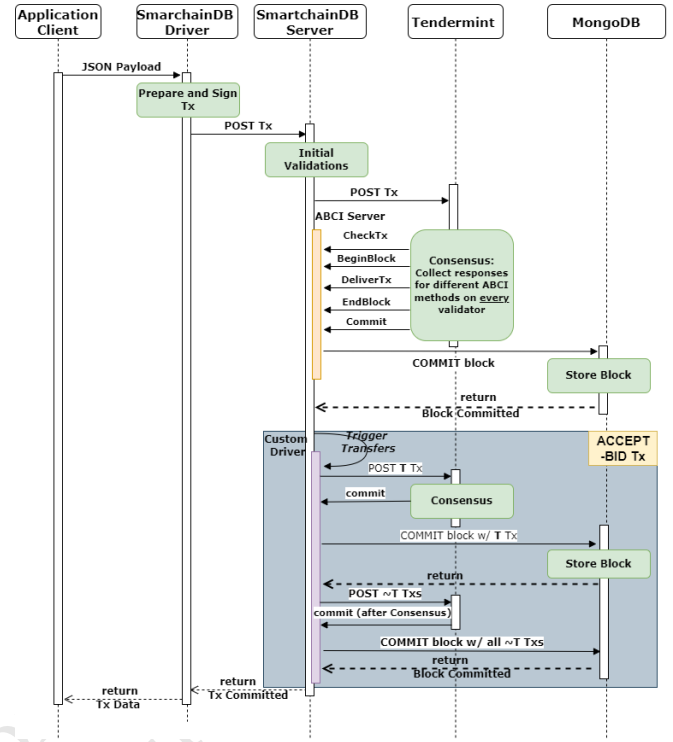 Application
Client
SmarchainDB
Driver
SmartchainDB
Server
Tendermint
MongoDB
JSON Payload
Prepare and Sign
Tx
POST Tx
Initial
Validations
POST Tx
ABCI Server
CheckTx
BeginBlock
DeliverTx
EndBlock
Commit
Consensus:
Collect responses
for different ABCI
methods on every
validator
COMMIT block
Store Block
return
Block Committed
Custom
Driver
Trigger
Transfers
ACCEPT
-BID Tx
POST T Tx
commit
Consensus
COMMIT block w/ T Tx
Store Block
return
POST ~T Txs
commit (after Consensus)
COMMIT block w/ all ~T Txs
return
Block Committed
return
Tx Committed
return
Tx Data